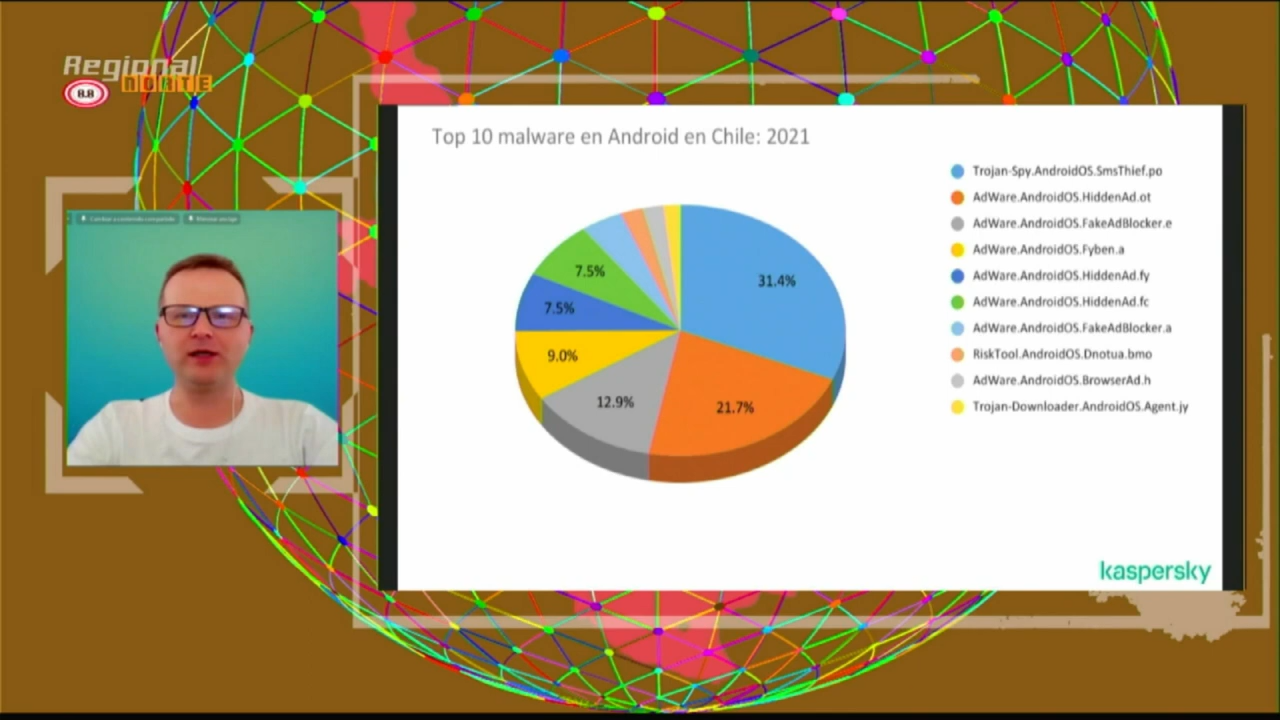 Regional
NORTE
8.8
Cambiar a contenido compartido
Top 10 malware en Android en Chile: 2021
31.4%
21.7%
12.9%
9.0%
7.5%
7.5%
Trojan-Spy.AndroidOS.SmsThief.po
AdWare.AndroidOS.HiddenAd.ot
AdWare.AndroidOS.FakeAdBlocker.e
AdWare.AndroidOS.Fyben.a
AdWare.AndroidOS.HiddenAd.fy
AdWare.AndroidOS.HiddenAd.fc
AdWare.AndroidOS.FakeAdBlocker.a
RiskTool.AndroidOS.Dnotua.bmo
AdWare.AndroidOS.BrowserAd.h
Trojan-Downloader.AndroidOS.Agent.jy
kaspersky